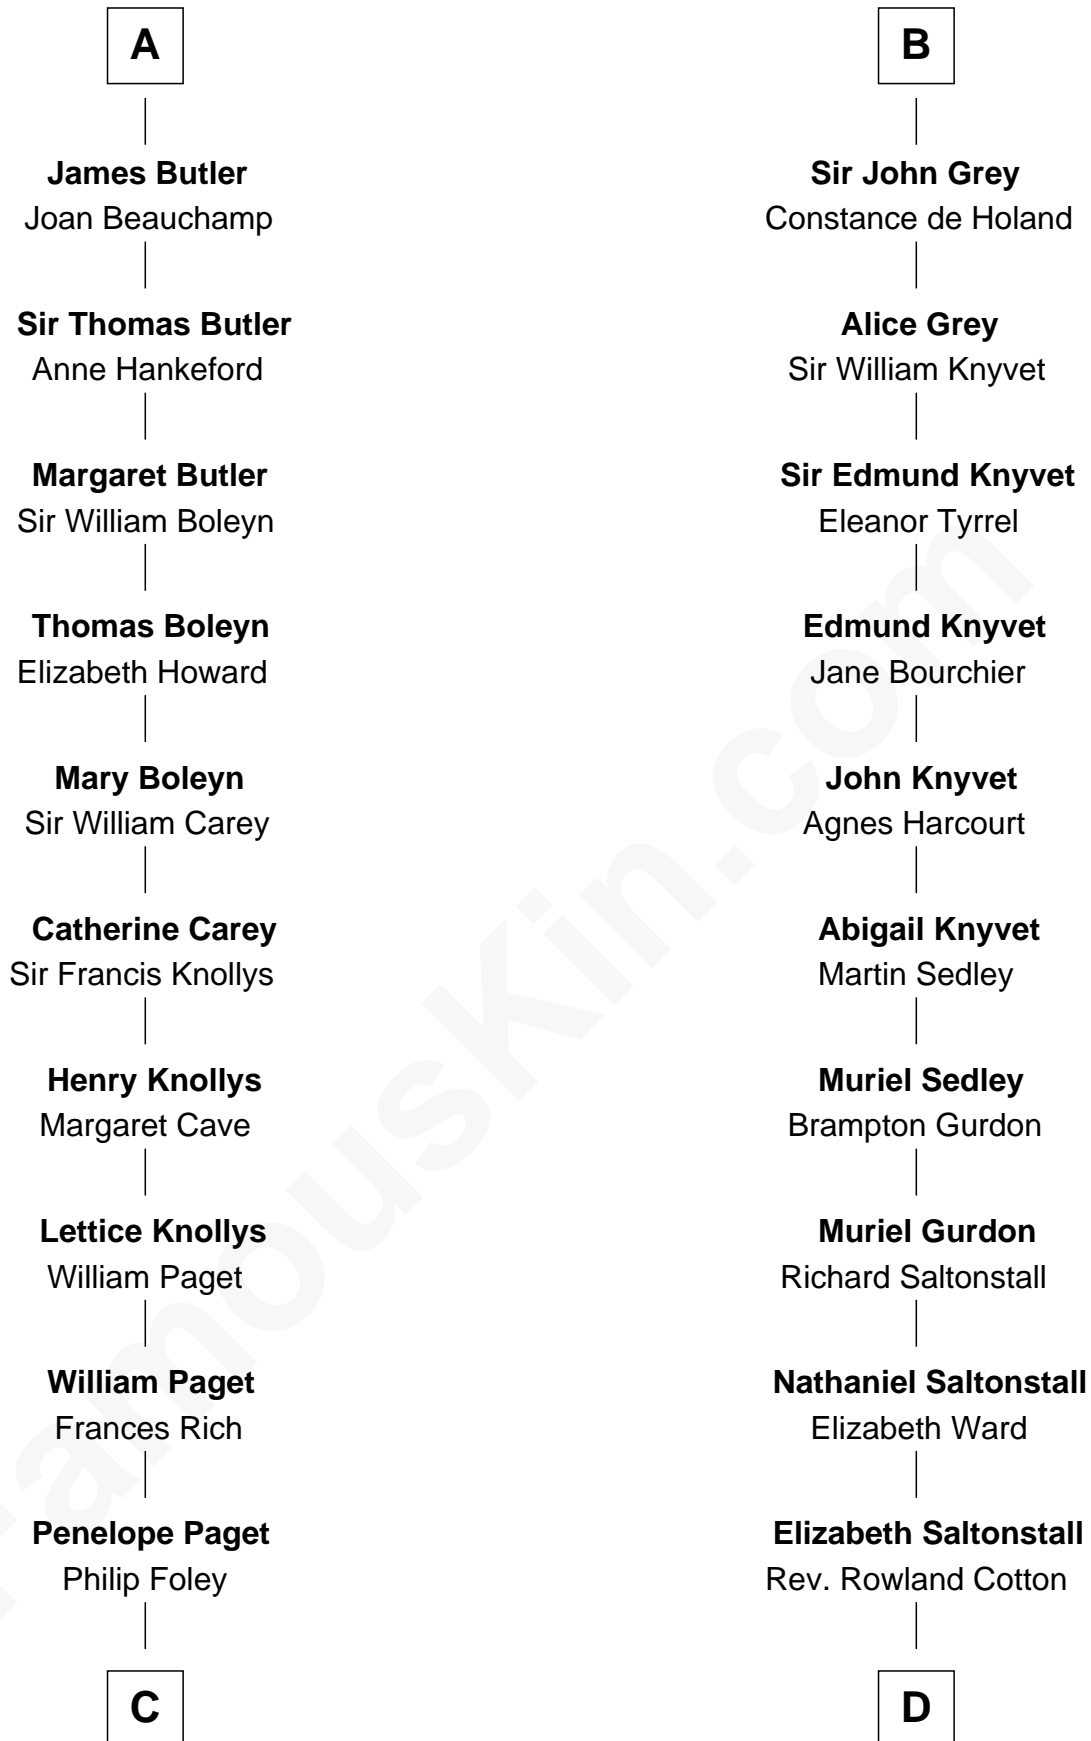 A
James Butler
Joan Beauchamp
Sir Thomas Butler
Anne Hankeford
Margaret Butler
Sir William Boleyn
Thomas Boleyn
Elizabeth Howard
Mary Boleyn
Sir William Carey
Catherine Carey
Sir Francis Knollys
Henry Knollys
Margaret Cave
Lettice Knollys
William Paget
William Paget
Frances Rich
Penelope Paget
Philip Foley
C
B
Sir John Grey
Constance de Holand
Alice Grey
Sir William Knyvet
Sir Edmund Knyvet
Eleanor Tyrrel
Edmund Knyvet
Jane Bourchier
John Knyvet
Agnes Harcourt
Abigail Knyvet
Martin Sedley
Muriel Sedley
Brampton Gurdon
Muriel Gurdon
Richard Saltonstall
Nathaniel Saltonstall
Elizabeth Ward
Elizabeth Saltonstall
Rev. Rowland Cotton
D
FamousKin.com